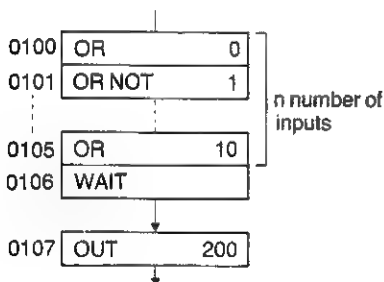 0100 OR 0
0101 OR NOT 1
n number of
inputs
0105 OR 10
0106 WAIT
0107 OUT 200